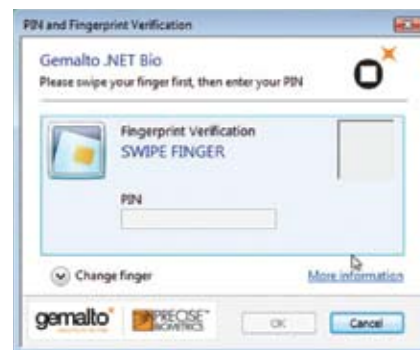 PIN and Fingerprint Verification
Gemalto .NET Bio
Please swipe your finger first, then enter your PIN
Fingerprint Verification
SWIPE FINGER
PIN
Change finger
More information
gemalto
PRECISE
BIOMETRICS
OK
Cancel